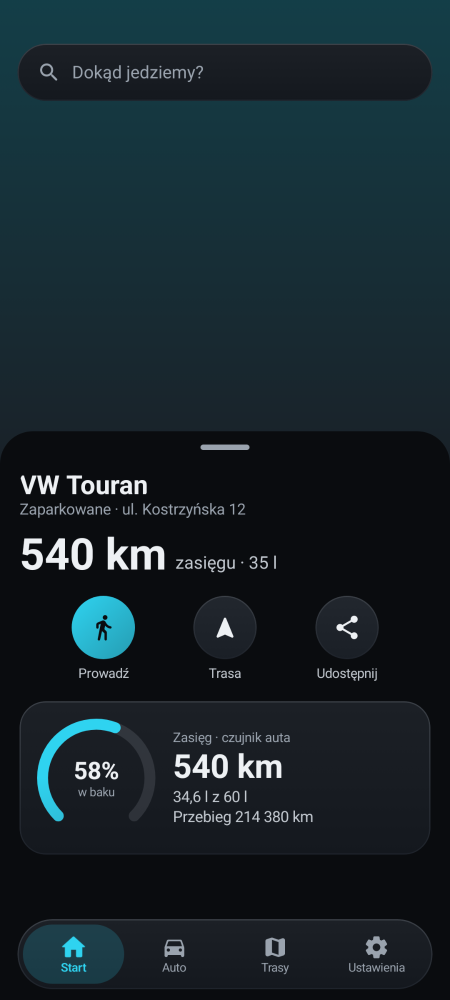 Dokąd jedziemy?
VW Touran
Zaparkowane · ul. Kostrzyńska 12
540 km zasięgu · 35 l
Prowadź
Trasa
Udostępnij
58%
w baku
Zasięg · czujnik auta
540 km
34,6 l z 60 l
Przebieg 214 380 km
Start
Auto
Trasy
Ustawienia